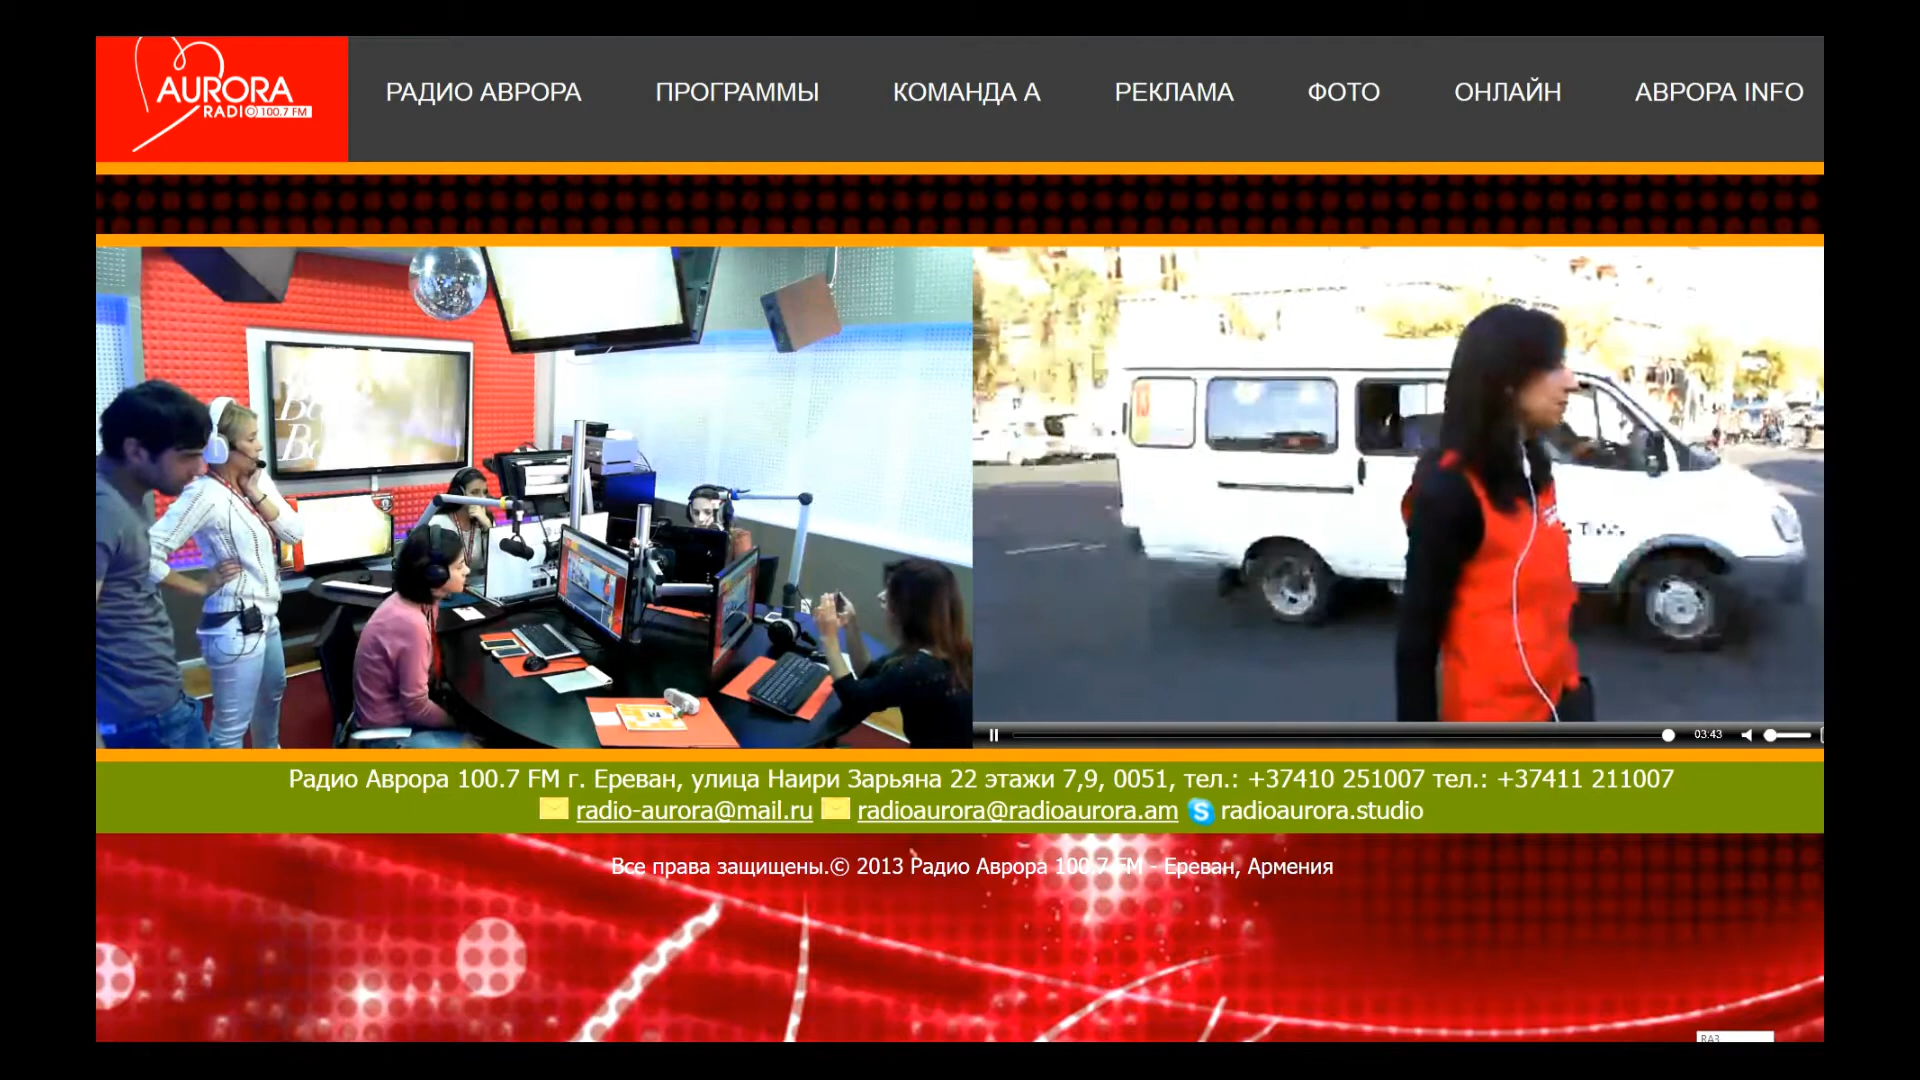 AURORA
RADIO 100.7 FM
РАДИО АВРОРА
ПРОГРАММЫ
КОМАНДА А
РЕКЛАМА
ФОТО
ОНЛАЙН
АВРОРА INFO
13
03:43
Радио Аврора 100.7 FM г. Ереван, улица Наири Зарьяна 22 этажи 7,9, 0051, тел.: +37410 251007 тел.: +37411 211007
radio-aurora@mail.ru radioaurora@radioaurora.am radioaurora.studio
Все права защищены.© 2013 Радио Аврора 100.7 FM - Ереван, Армения